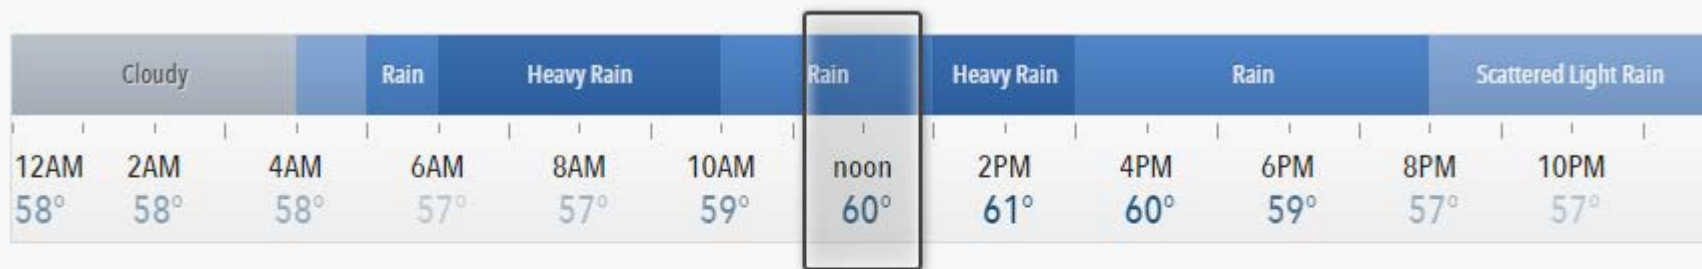 Cloudy Rain Heavy Rain Rain Heavy Rain Rain Scattered Light Rain
12AM 2AM 4AM 6AM 8AM 10AM noon 2PM 4PM 6PM 8PM 10PM
58° 58° 58° 57° 57° 59° 60° 61° 60° 59° 57° 57°